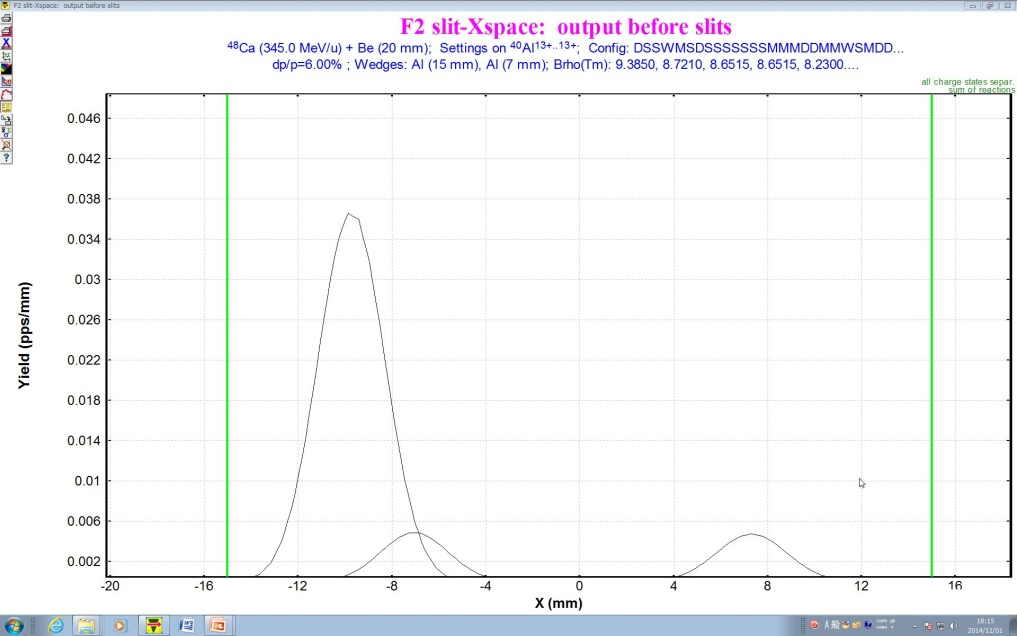 F2 slit-Xspace: output before slits
F2 slit-Xspace: output before slits
48Ca (345.0 MeV/u) + Be (20 mm); Settings on 40Al13+..13+; Config: DSSWMSDSSSSSSSMMMDDMMWSMDD...
dp/p=6.00% ; Wedges: Al (15 mm), Al (7 mm); Brho(Tm): 9.3850, 8.7210, 8.6515, 8.6515, 8.2300....
all charge states separ.
sum of reactions
0.046
0.042
0.038
0.034
0.03
0.026
0.022
0.018
0.014
0.01
0.006
0.002
Yield (pps/mm)
-20 -16 -12 -8 -4 0 4 8 12 16
X (mm)
A 般
CAPS
18:15
2014/12/01